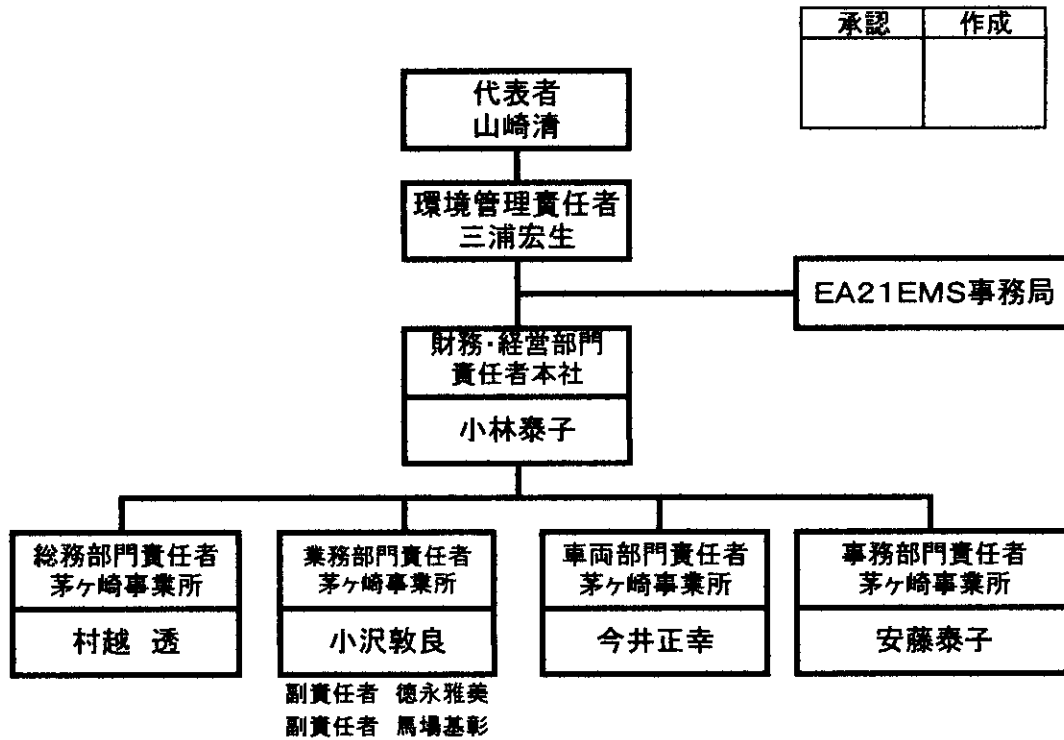 承認 作成
代表者
山崎清
環境管理責任者
三浦宏生
EA21EMS事務局
財務・経営部門
責任者本社
小林泰子
総務部門責任者
茅ヶ崎事業所
村越 透
業務部門責任者
茅ヶ崎事業所
小沢敦良
副責任者 徳永雅美
副責任者 馬場基彰
車両部門責任者
茅ヶ崎事業所
今井正幸
事務部門責任者
茅ヶ崎事業所
安藤泰子